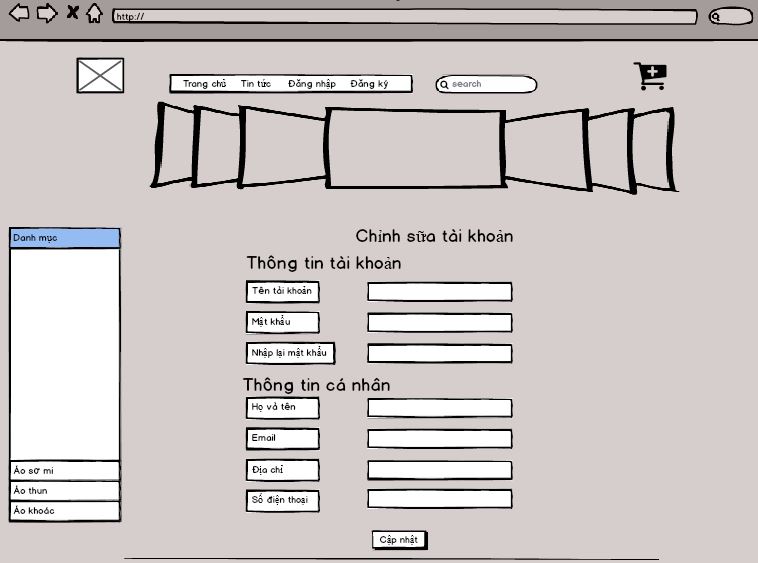 http://
Trang chủ Tin tức Đăng nhập Đăng ký
search
Danh mục
Chỉnh sữa tài khoản
Thông tin tài khoản
Tên tài khoản
Mật khẩu
Nhập lại mật khẩu
Thông tin cá nhân
Họ và tên
Email
Địa chỉ
Số điện thoại
Áo sơ mi
Áo thun
Áo khoác
Cập nhật